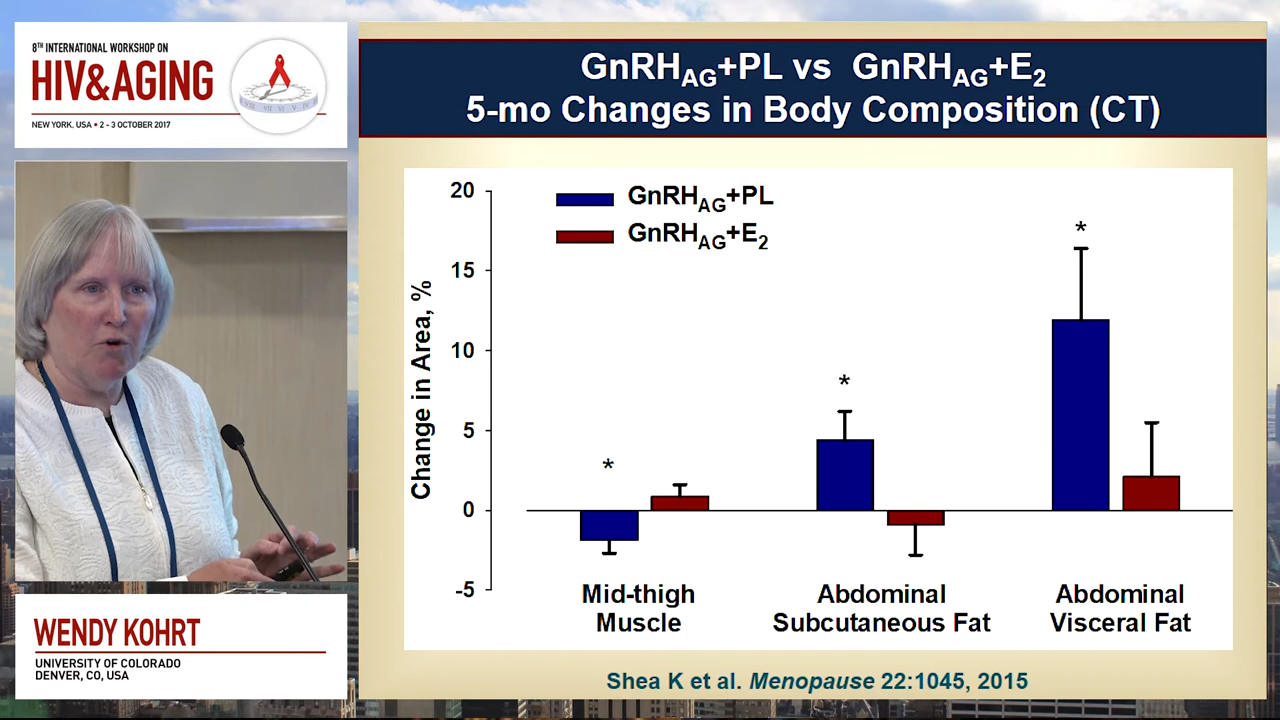 8TH INTERNATIONAL WORKSHOP ON
HIV&AGING
NEW YORK, USA • 2 - 3 OCTOBER 2017
WENDY KOHRT
UNIVERSITY OF COLORADO
DENVER, CO, USA
GnRHAG+PL vs GnRHAG+E2
5-mo Changes in Body Composition (CT)
GnRHAG+PL
GnRHAG+E2
Change in Area, %
20
15
10
5
0
-5
*
*
*
Mid-thigh
Muscle
Abdominal
Subcutaneous Fat
Abdominal
Visceral Fat
Shea K et al. Menopause 22:1045, 2015